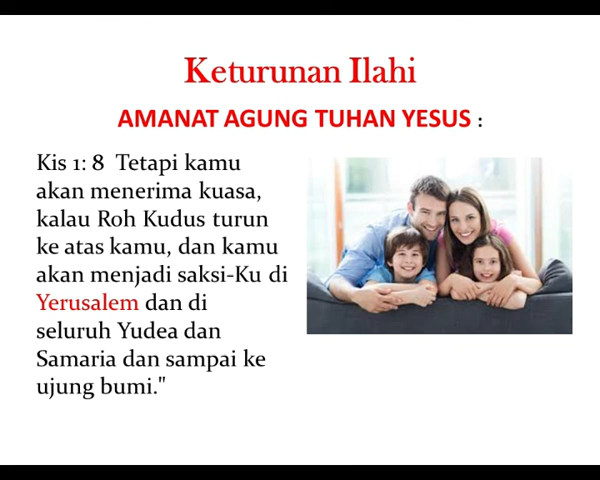 Keturunan Ilahi
AMANAT AGUNG TUHAN YESUS :
Kis 1: 8  Tetapi kamu
akan menerima kuasa,
kalau Roh Kudus turun
ke atas kamu, dan kamu
akan menjadi saksi-Ku di
Yerusalem dan di
seluruh Yudea dan
Samaria dan sampai ke
ujung bumi."